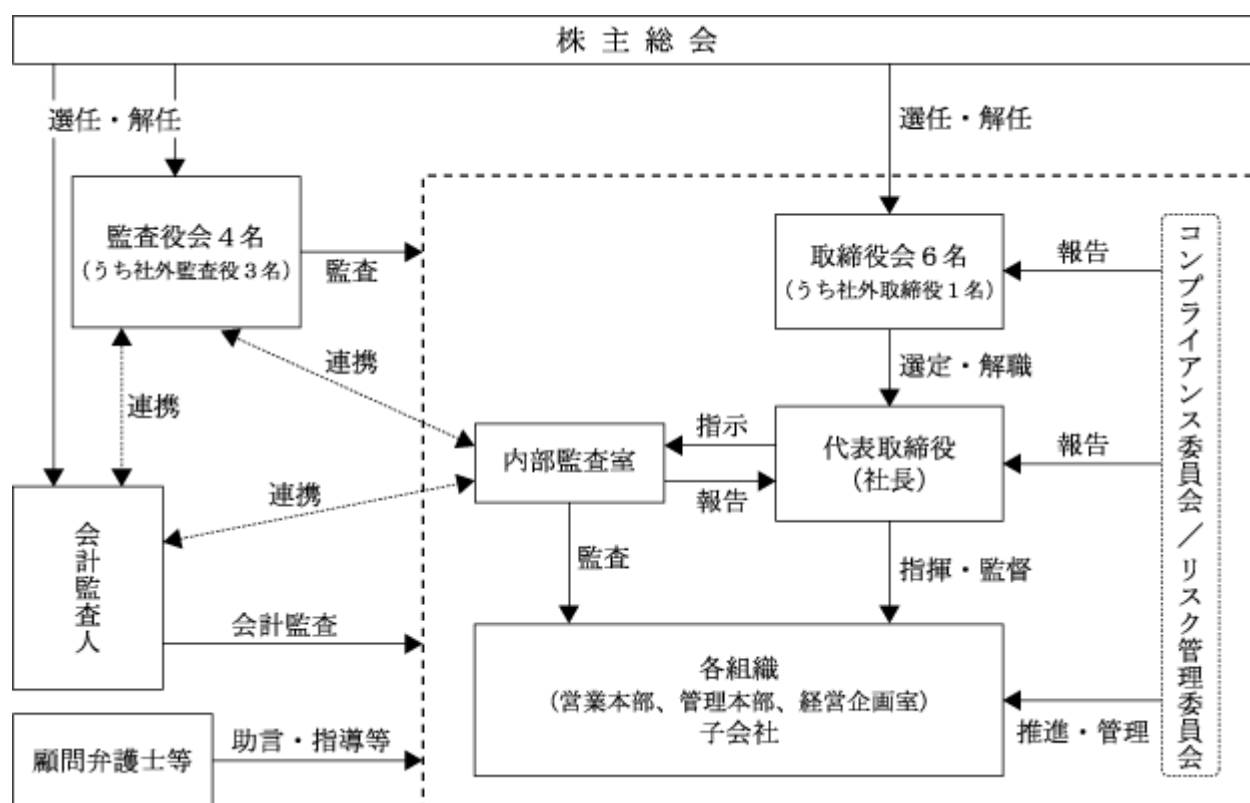 株主総会
選任・解任
選任・解任
監査役会４名
（うち社外監査役３名）
監査
取締役会６名
（うち社外取締役１名）
報告
コンプライアンス委員会／リスク管理委員会
連携
選定・解職
連携
指示
代表取締役
（社長）
報告
内部監査室
報告
連携
会計監査人
監査
指揮・監督
会計監査
各組織
（営業本部、管理本部、経営企画室）
子会社
推進・管理
助言・指導等
顧問弁護士等